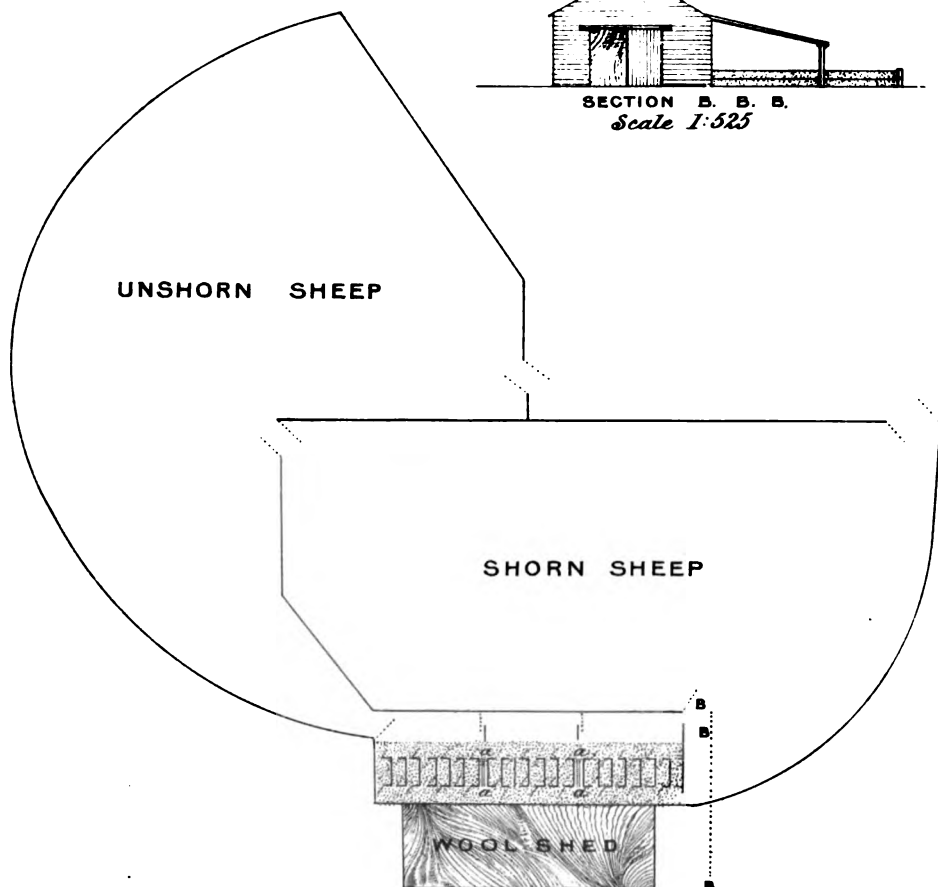 SECTION B. B. B.
Scale 1:525
UNSHORN SHEEP
SHORN SHEEP
B
B
a a
a a
WOOL SHED
B